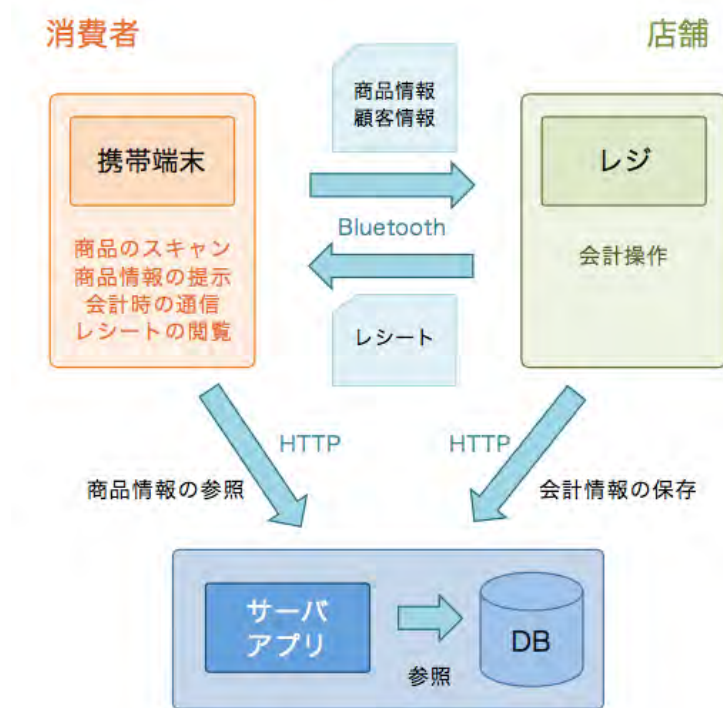 消費者
店舗
商品情報
顧客情報
携帯端末
レジ
Bluetooth
商品のスキャン
商品情報の提示
会計時の通信
レシートの閲覧
会計操作
レシート
HTTP
HTTP
商品情報の参照
会計情報の保存
サーバ
アプリ
DB
参照